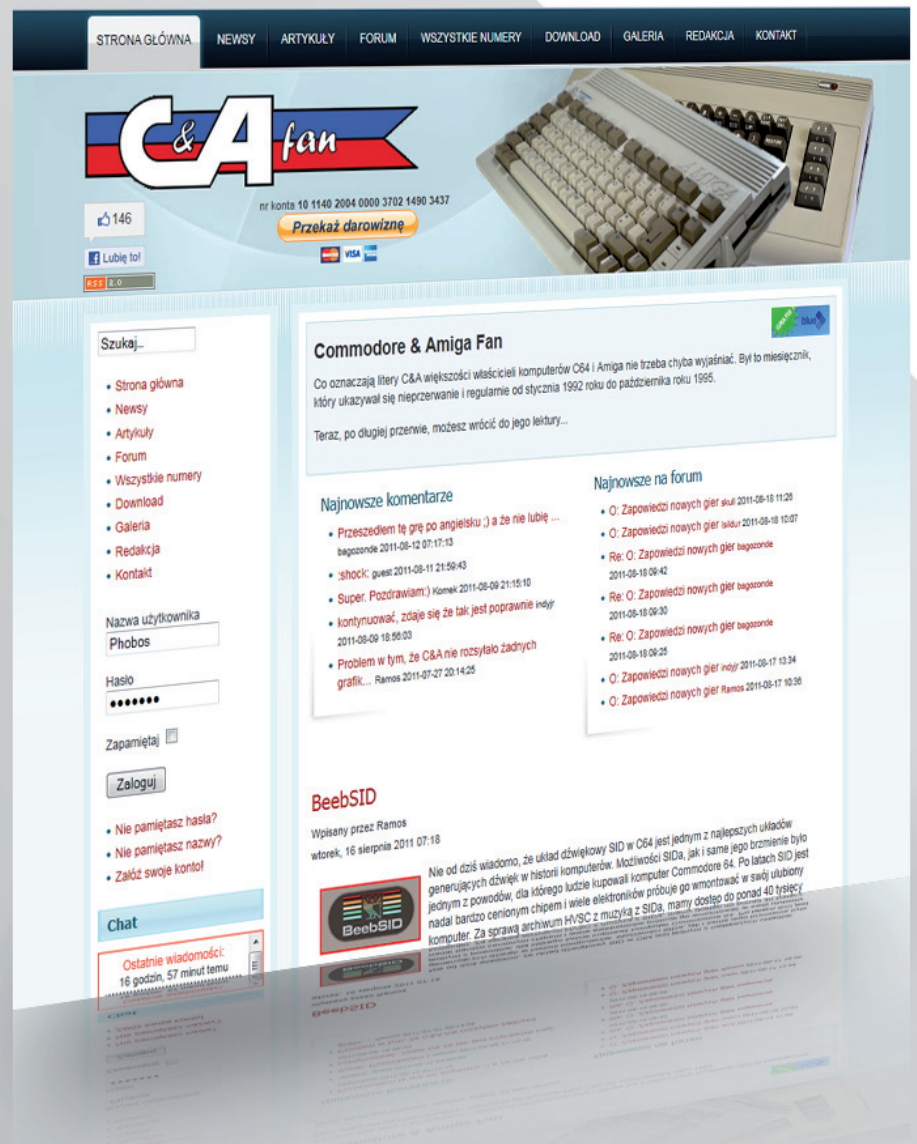 STRONA GŁÓWNA NEWSY ARTYKUŁY FORUM WSZYSTKIE NUMERY DOWNLOAD GALERIA REDAKCJA KONTAKT
C&A fan
AMIGA
nr konta 10 1140 2004 0000 3702 1490 3437
Przekaż darowiznę
VISA
146
Lubię to!
RSS 2.0
Szukaj...
• Strona główna
• Newsy
• Artykuły
• Forum
• Wszystkie numery
• Download
• Galeria
• Redakcja
• Kontakt
Nazwa użytkownika
Phobos
Hasło
•••••••
Zapamiętaj
Zaloguj
• Nie pamiętasz hasła?
• Nie pamiętasz nazwy?
• Załóż swoje konto!
Chat
Ostatnie wiadomości:
16 godzin, 57 minut temu
Commodore & Amiga Fan
blue
Co oznaczają litery C&A większości właścicieli komputerów C64 i Amiga nie trzeba chyba wyjaśniać. Był to miesięcznik,
który ukazywał się nieprzerwanie i regularnie od stycznia 1992 roku do października roku 1995.
Teraz, po długiej przerwie, możesz wrócić do jego lektury...
Najnowsze komentarze
• Przeszedłem tę grę po angielsku ;) a że nie lubię ...
bagozonde 2011-08-12 07:17:13
• :shock: guest 2011-08-11 21:59:43
• Super. Pozdrawiam:) Komek 2011-08-09 21:15:10
• kontynuować, zdaje się że tak jest poprawnie indyjr
2011-08-09 18:56:03
• Problem w tym, że C&A nie rozsyłało żadnych
grafik... Ramos 2011-07-27 20:14:25
Najnowsze na forum
• O: Zapowiedzi nowych gier skull 2011-08-18 11:26
• O: Zapowiedzi nowych gier Isildur 2011-08-18 10:07
• Re: O: Zapowiedzi nowych gier bagozonde
2011-08-18 09:42
• Re: O: Zapowiedzi nowych gier bagozonde
2011-08-18 09:30
• Re: O: Zapowiedzi nowych gier bagozonde
2011-08-18 09:25
• O: Zapowiedzi nowych gier indyjr 2011-08-17 13:34
• O: Zapowiedzi nowych gier Ramos 2011-08-17 10:36
BeebSID
Wpisany przez Ramos
wtorek, 16 sierpnia 2011 07:18
BeebSID
Nie od dziś wiadomo, że układ dźwiękowy SID w C64 jest jednym z najlepszych układów
generujących dźwięk w historii komputerów. Możliwości SIDa, jak i same jego brzmienie było
jednym z powodów, dla którego ludzie kupowali komputer Commodore 64. Po latach SID jest
nadal bardzo cenionym chipem i wiele elektroników próbuje go wmontować w swój ulubiony
komputer. Za sprawą archiwum HVSC z muzyką z SIDa, mamy dostęp do ponad 40 tysięcy